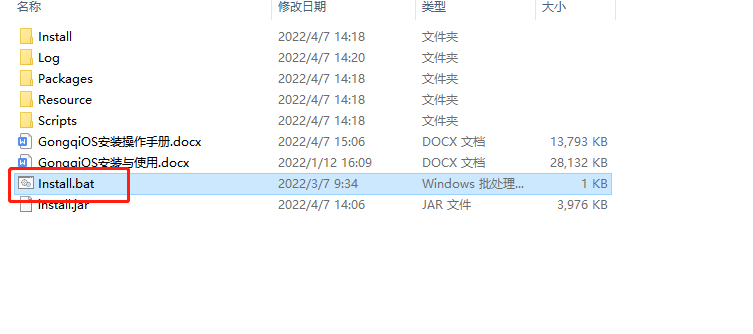 名称 修改日期 类型 大小
Install 2022/4/7 14:18 文件夹
Log 2022/4/7 14:20 文件夹
Packages 2022/4/7 14:18 文件夹
Resource 2022/4/7 14:18 文件夹
Scripts 2022/4/7 14:18 文件夹
GongqiOS安装操作手册.docx 2022/4/7 15:06 DOCX 文档 13,793 KB
GongqiOS安装与使用.docx 2022/1/12 16:09 DOCX 文档 28,132 KB
Install.bat 2022/3/7 9:34 Windows 批处理... 1 KB
install.jar 2022/4/7 14:06 JAR 文件 3,976 KB